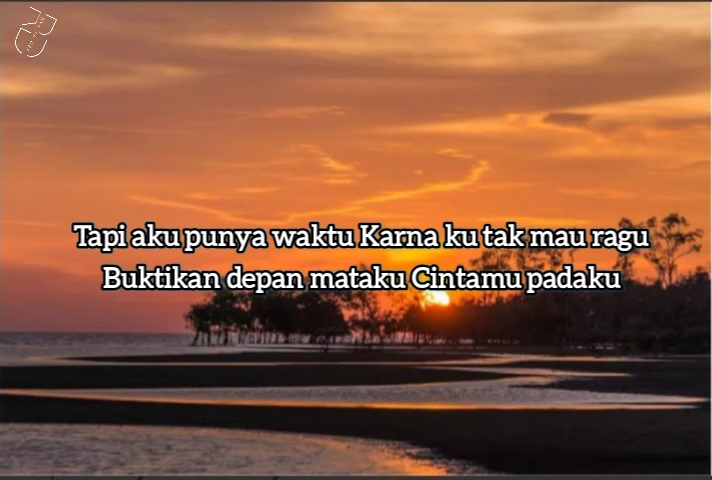 Tapi aku punya waktu Karna ku tak mau ragu
Buktikan depan mataku Cintamu padaku